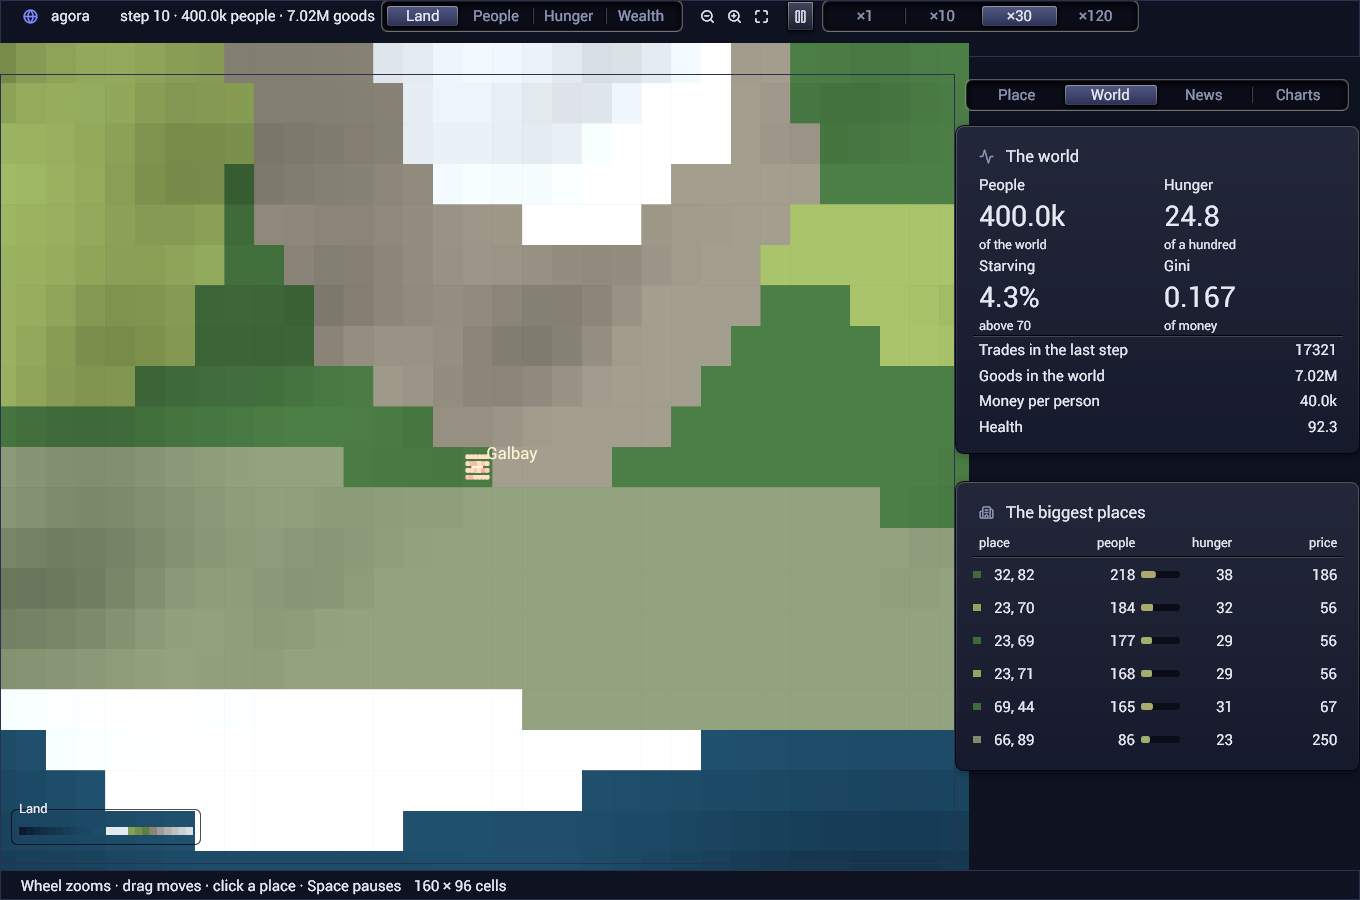 agora step 10 · 400.0k people · 7.02M goods Land People Hunger Wealth ×1 ×10 ×30 ×120
Place World News Charts
The world
People Hunger
400.0k 24.8
of the world of a hundred
Starving Gini
4.3% 0.167
above 70 of money
Trades in the last step 17321
Goods in the world 7.02M
Money per person 40.0k
Health 92.3
Galbay
The biggest places
place people hunger price
32, 82 218 38 186
23, 70 184 32 56
23, 69 177 29 56
23, 71 168 29 56
69, 44 165 31 67
66, 89 86 23 250
Land
Wheel zooms · drag moves · click a place · Space pauses 160 × 96 cells